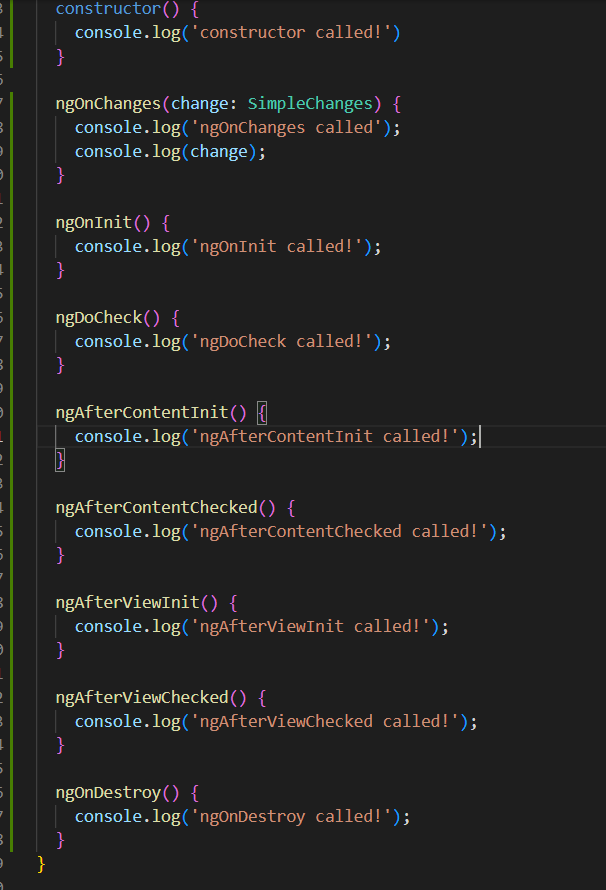 constructor() {
console.log('constructor called!')
}
ngOnChanges(change: SimpleChanges) {
console.log('ngOnChanges called');
console.log(change);
}
ngOnInit() {
console.log('ngOnInit called!');
}
ngDoCheck() {
console.log('ngDoCheck called!');
}
ngAfterContentInit() {
console.log('ngAfterContentInit called!');
}
ngAfterContentChecked() {
console.log('ngAfterContentChecked called!');
}
ngAfterViewInit() {
console.log('ngAfterViewInit called!');
}
ngAfterViewChecked() {
console.log('ngAfterViewChecked called!');
}
ngOnDestroy() {
console.log('ngOnDestroy called!');
}
}